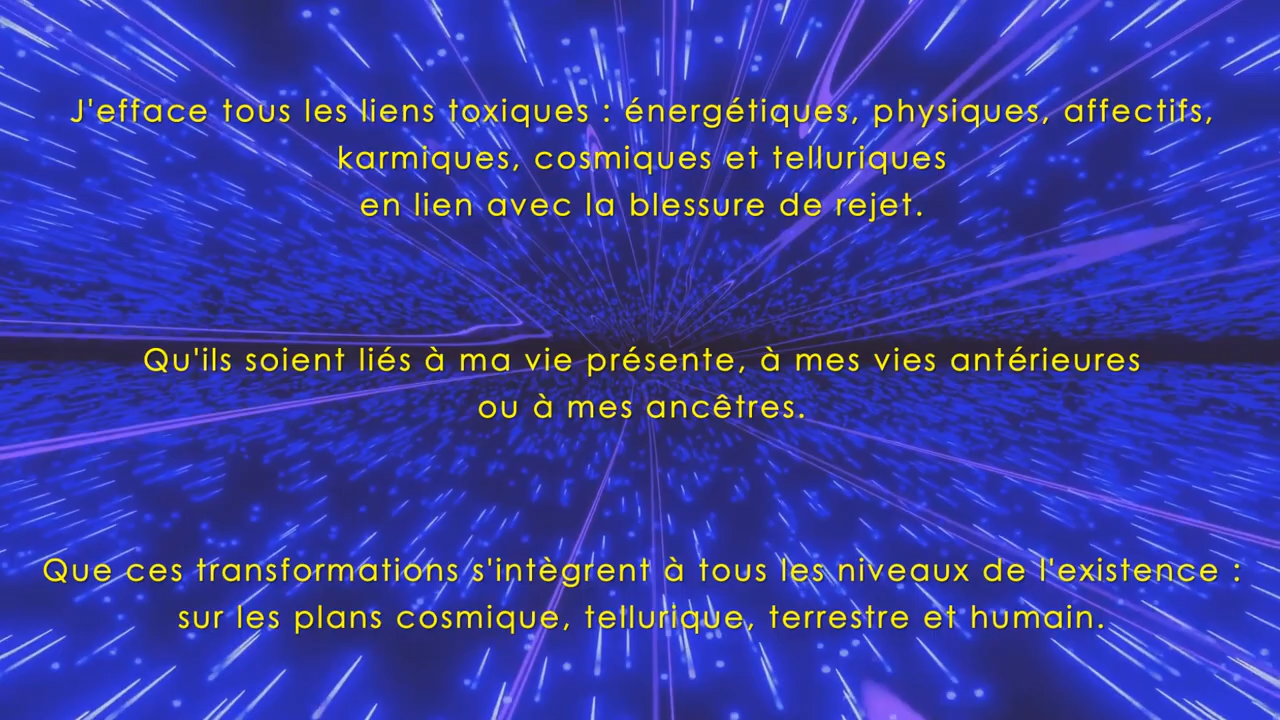 J'efface tous les liens toxiques : énergétiques, physiques, affectifs,
karmiques, cosmiques et telluriques
en lien avec la blessure de rejet.
Qu'ils soient liés à ma vie présente, à mes vies antérieures
ou à mes ancêtres.
Que ces transformations s'intègrent à tous les niveaux de l'existence :
sur les plans cosmique, tellurique, terrestre et humain.